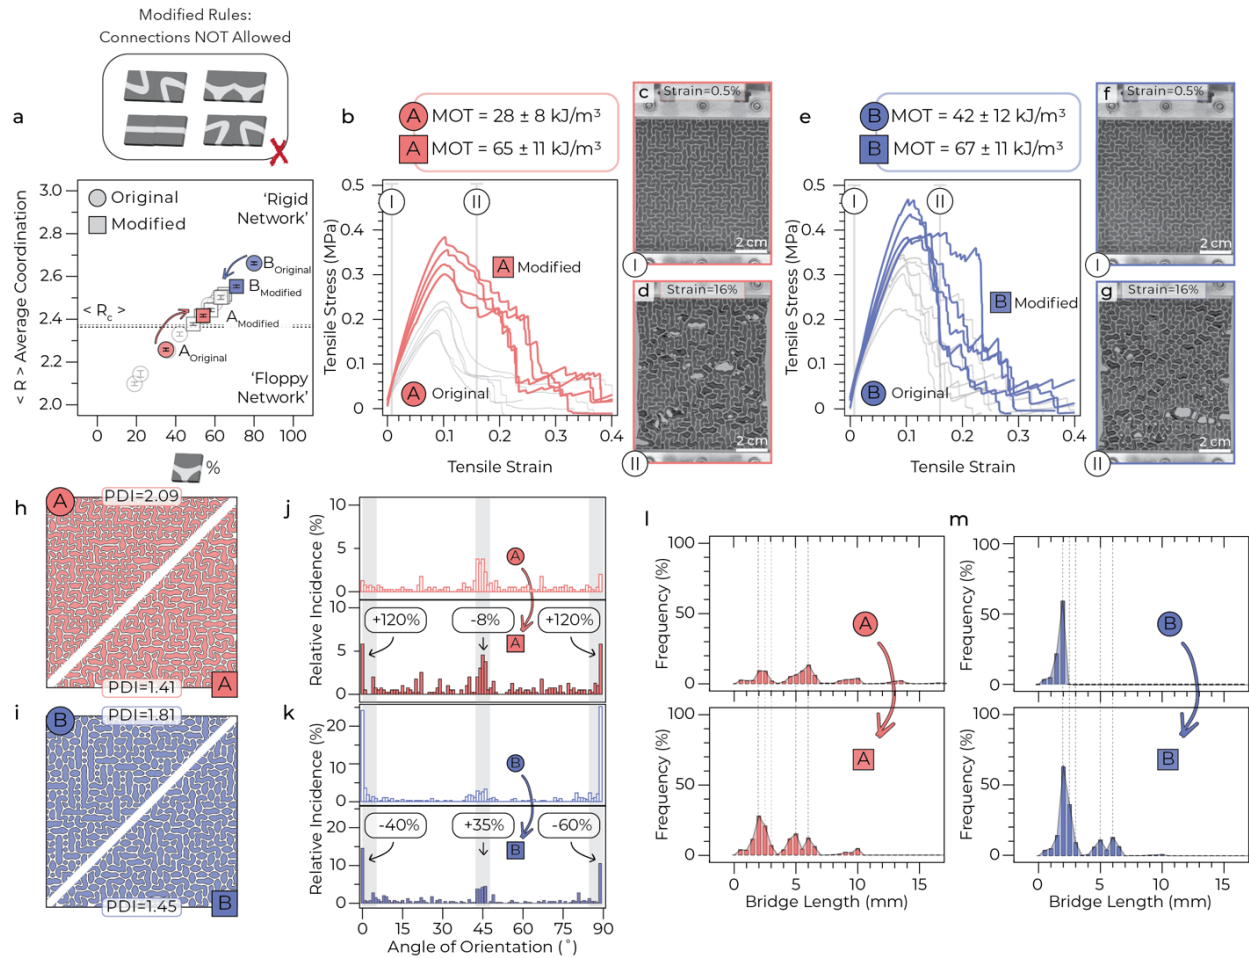 Modified Rules:
Connections NOT Allowed
a
3.0
2.8
2.6
2.4
2.2
2.0
< R > Average Coordination
Original
Modified
'Rigid
Network'
B Original
B Modified
< Rc >
A Modified
A Original
'Floppy
Network'
0 20 40 60 80 100
%
b
A MOT = 28 ± 8 kJ/m³
A MOT = 65 ± 11 kJ/m³
0.5
0.4
0.3
0.2
0.1
0
Tensile Stress (MPa)
I
II
A Modified
A Original
0 0.1 0.2 0.3 0.4
Tensile Strain
c
Strain=0.5%
2 cm
I
d
Strain=16%
2 cm
II
e
B MOT = 42 ± 12 kJ/m³
B MOT = 67 ± 11 kJ/m³
0.5
0.4
0.3
0.2
0.1
0
Tensile Stress (MPa)
I
II
B Modified
B Original
0 0.1 0.2 0.3 0.4
Tensile Strain
f
Strain=0.5%
2 cm
I
g
Strain=16%
2 cm
II
h
A
PDI=2.09
PDI=1.41
A
i
B
PDI=1.81
PDI=1.45
B
j
10
5
0
A
10
5
0
Relative Incidence (%)
+120%
-8%
+120%
A
k
20
10
0
B
20
10
0
Relative Incidence (%)
-40%
+35%
-60%
B
0 15 30 45 60 75 90
Angle of Orientation (°)
l
100
50
0
Frequency (%)
A
100
50
0
Frequency (%)
A
0 5 10 15
Bridge Length (mm)
m
100
50
0
Frequency (%)
B
100
50
0
Frequency (%)
B
0 5 10 15
Bridge Length (mm)